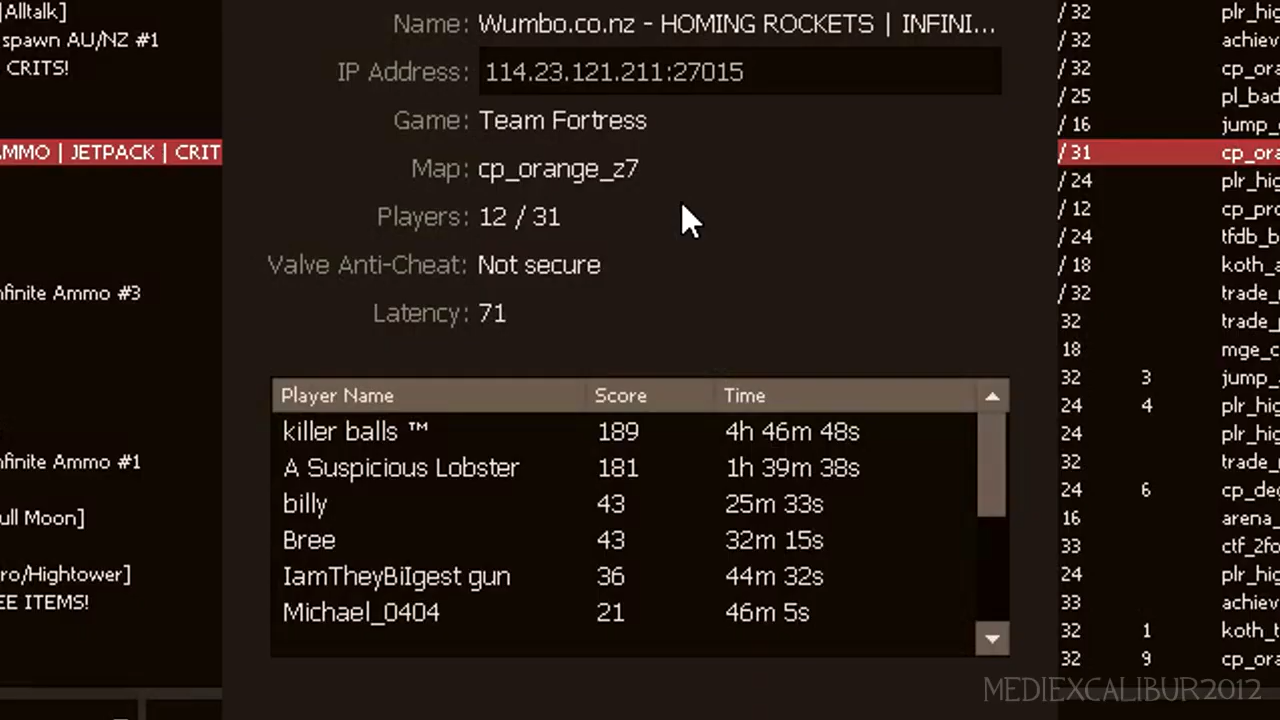 [Alltalk]
spawn AU/NZ #1
CRITS!
AMMO | JETPACK | CRIT
nfinite Ammo #3
nfinite Ammo #1
ull Moon]
ro/Hightower]
EE ITEMS!
Name: Wumbo.co.nz - HOMING ROCKETS | INFINI...
IP Address: 114.23.121.211:27015
Game: Team Fortress
Map: cp_orange_z7
Players: 12 / 31
Valve Anti-Cheat: Not secure
Latency: 71
Player Name Score Time
killer balls ™ 189 4h 46m 48s
A Suspicious Lobster 181 1h 39m 38s
billy 43 25m 33s
Bree 43 32m 15s
IamTheyBiIgest gun 36 44m 32s
Michael_0404 21 46m 5s
/ 32 plr_hig
/ 32 achiev
/ 32 cp_ora
/ 25 pl_bad
/ 16 jump_
/ 31 cp_ora
/ 24 plr_hig
/ 12 cp_pro
/ 24 tfdb_b
/ 18 koth_a
/ 32 trade_
32 trade_
18 mge_c
32 3 jump_
24 4 plr_hig
24 plr_hig
32 trade_
24 6 cp_deg
16 arena_
33 ctf_2fo
24 plr_hig
33 achiev
32 1 koth_t
32 9 cp_ora
MEDIEXCALIBUR2012